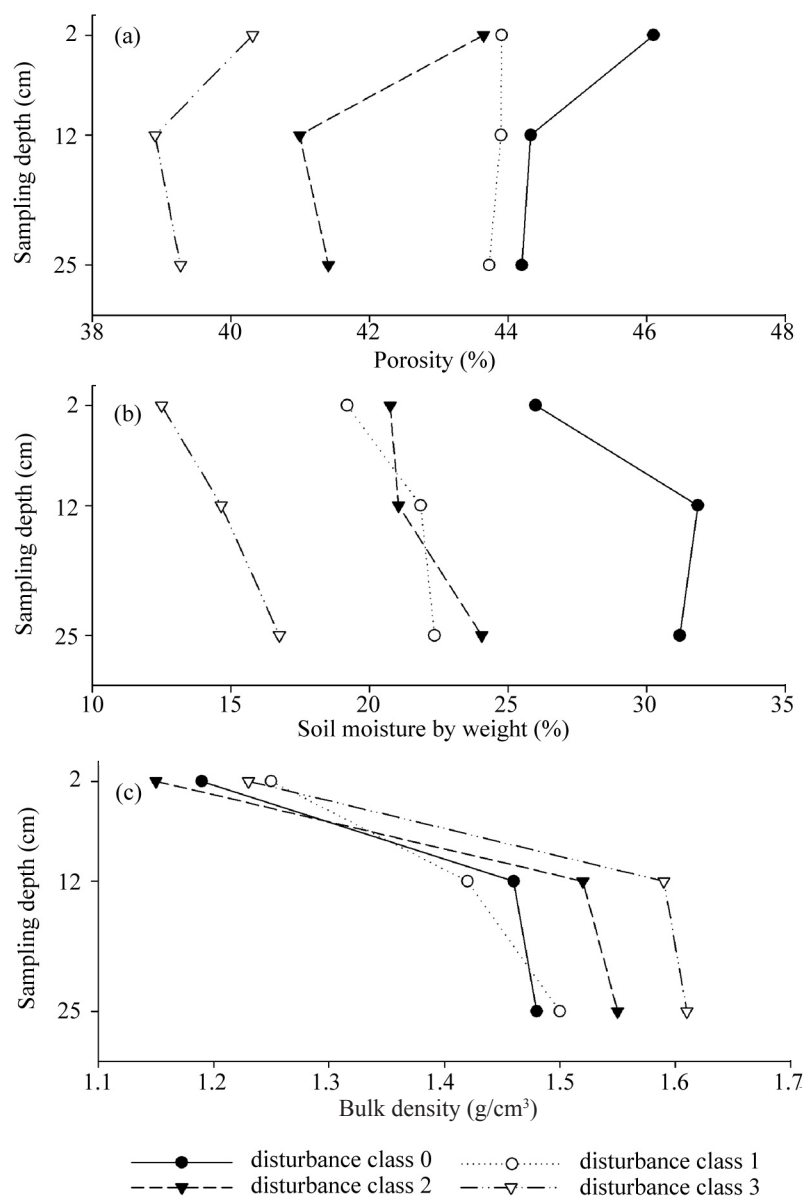 (a)
Sampling depth (cm)
2
12
25
38 40 42 44 46 48
Porosity (%)
(b)
Sampling depth (cm)
2
12
25
10 15 20 25 31 35
Soil moisture by weight (%)
(c)
Sampling depth (cm)
2
12
25
1.1 1.2 1.3 1.4 1.5 1.6 1.7
Bulk density (g/cm³)
disturbance class 0 disturbance class 1
disturbance class 2 disturbance class 3